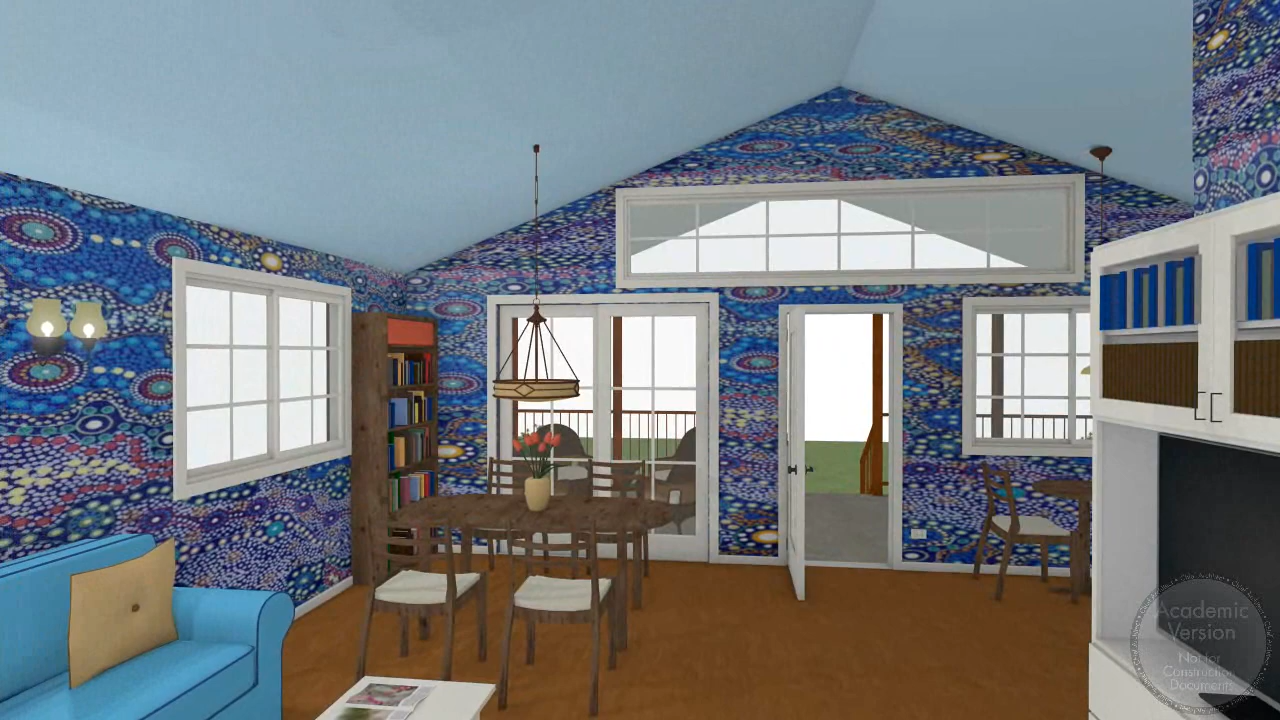 Academic
Version
Not for
Construction
Documents